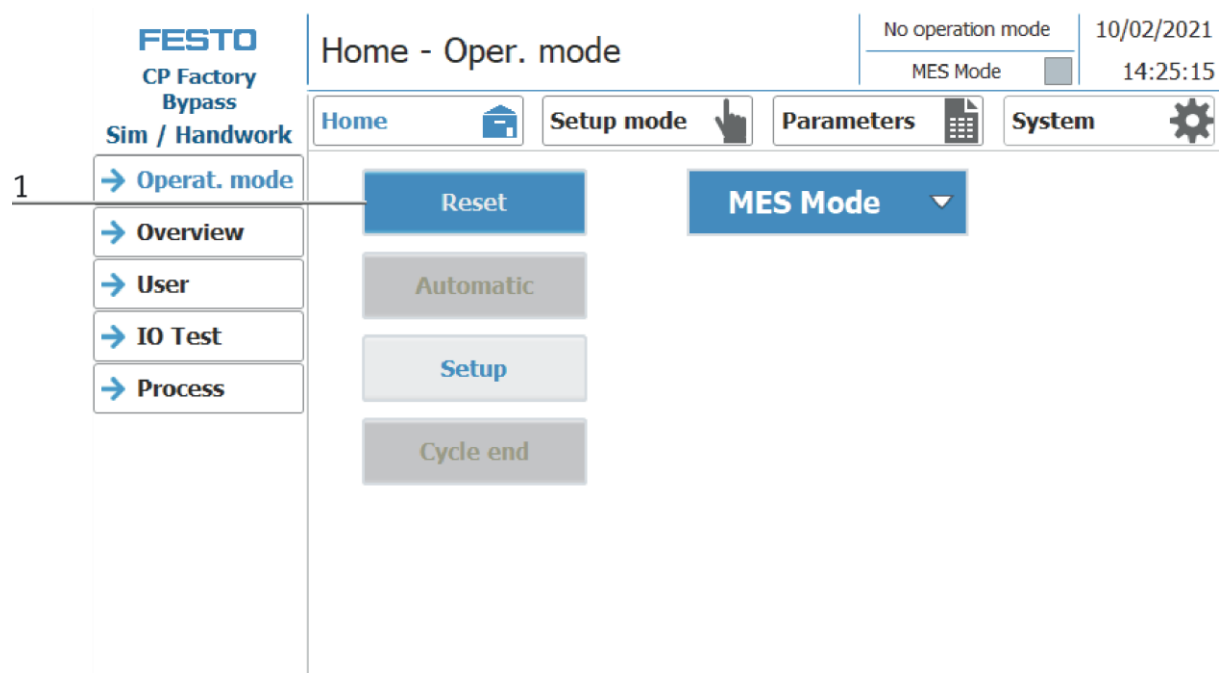 FESTO
CP Factory
Bypass
Sim / Handwork
Home - Oper. mode
No operation mode
MES Mode
10/02/2021
14:25:15
Home
Setup mode
Parameters
System
1
Operat. mode
Overview
User
IO Test
Process
Reset
Automatic
Setup
Cycle end
MES Mode